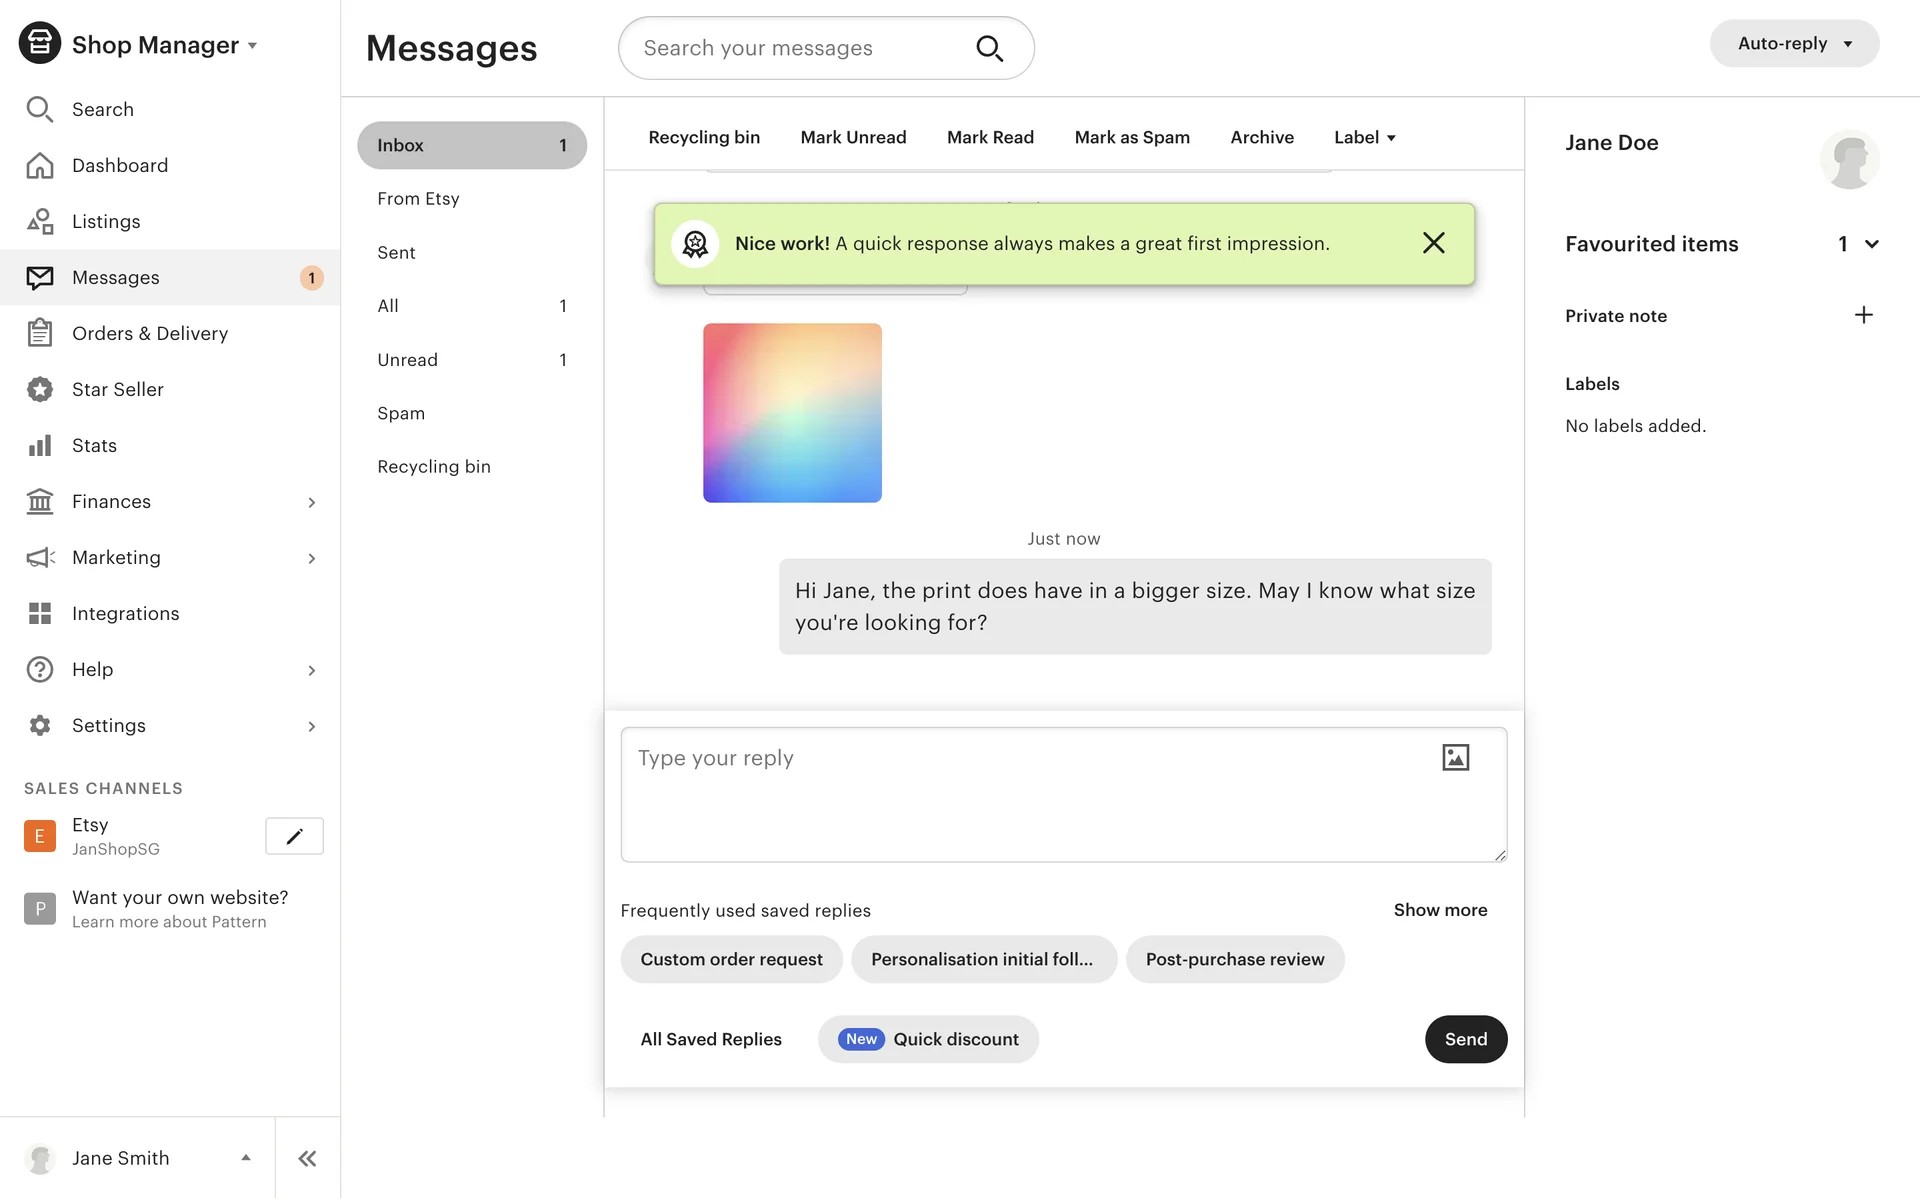 Shop Manager
Search
Dashboard
Listings
Messages 1
Orders & Delivery
Star Seller
Stats
Finances
Marketing
Integrations
Help
Settings
SALES CHANNELS
E
Etsy
JanShopSG
P
Want your own website?
Learn more about Pattern
Jane Smith
Messages
Search your messages
Auto-reply
Inbox 1
From Etsy
Sent
All 1
Unread 1
Spam
Recycling bin
Recycling bin Mark Unread Mark Read Mark as Spam Archive Label
Nice work! A quick response always makes a great first impression.
Just now
Hi Jane, the print does have in a bigger size. May I know what size
you're looking for?
Type your reply
Frequently used saved replies Show more
Custom order request Personalisation initial foll... Post-purchase review
All Saved Replies New Quick discount Send
Jane Doe
Favourited items 1
Private note
Labels
No labels added.